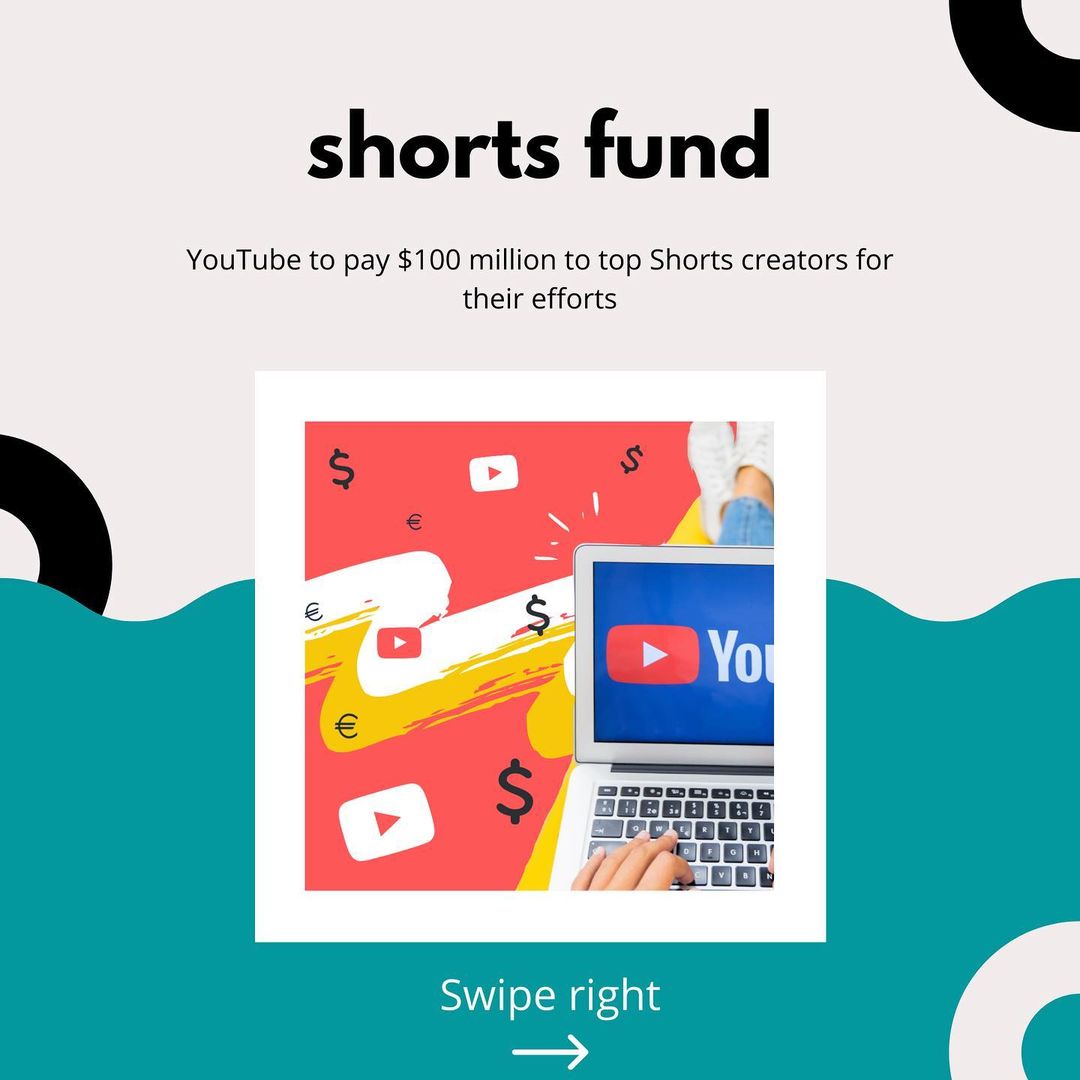 shorts fund
YouTube to pay $100 million to top Shorts creators for
their efforts
$
$
€
€
$
You
€
$
Swipe right